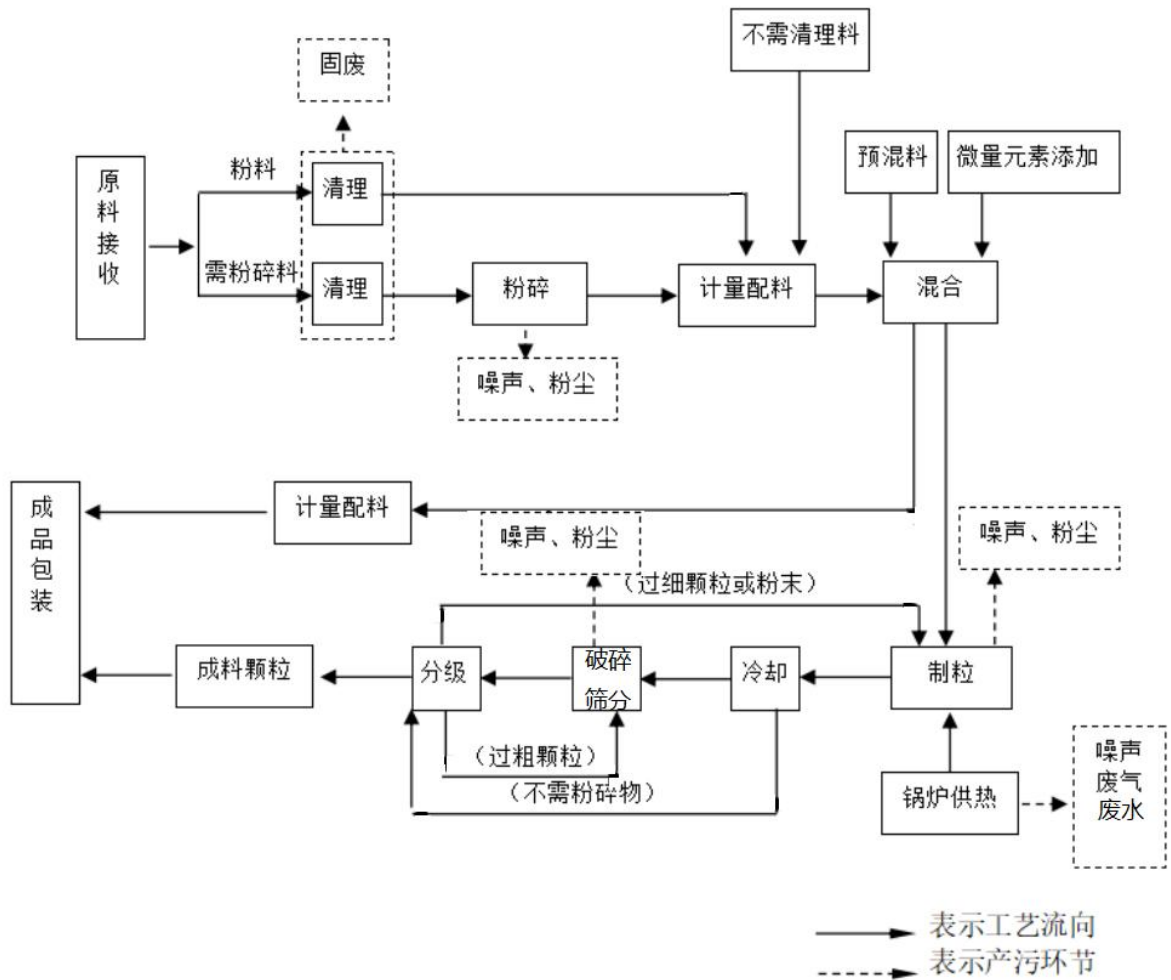 不需清理料
固废
预混料
微量元素添加
原料接收
粉料
清理
需粉碎料
清理
粉碎
计量配料
混合
噪声、粉尘
成品包装
计量配料
噪声、粉尘
噪声、粉尘
（过细颗粒或粉末）
成料颗粒
分级
破碎
筛分
冷却
制粒
（过粗颗粒）
（不需粉碎物）
锅炉供热
噪声
废气
废水
表示工艺流向
表示产污环节